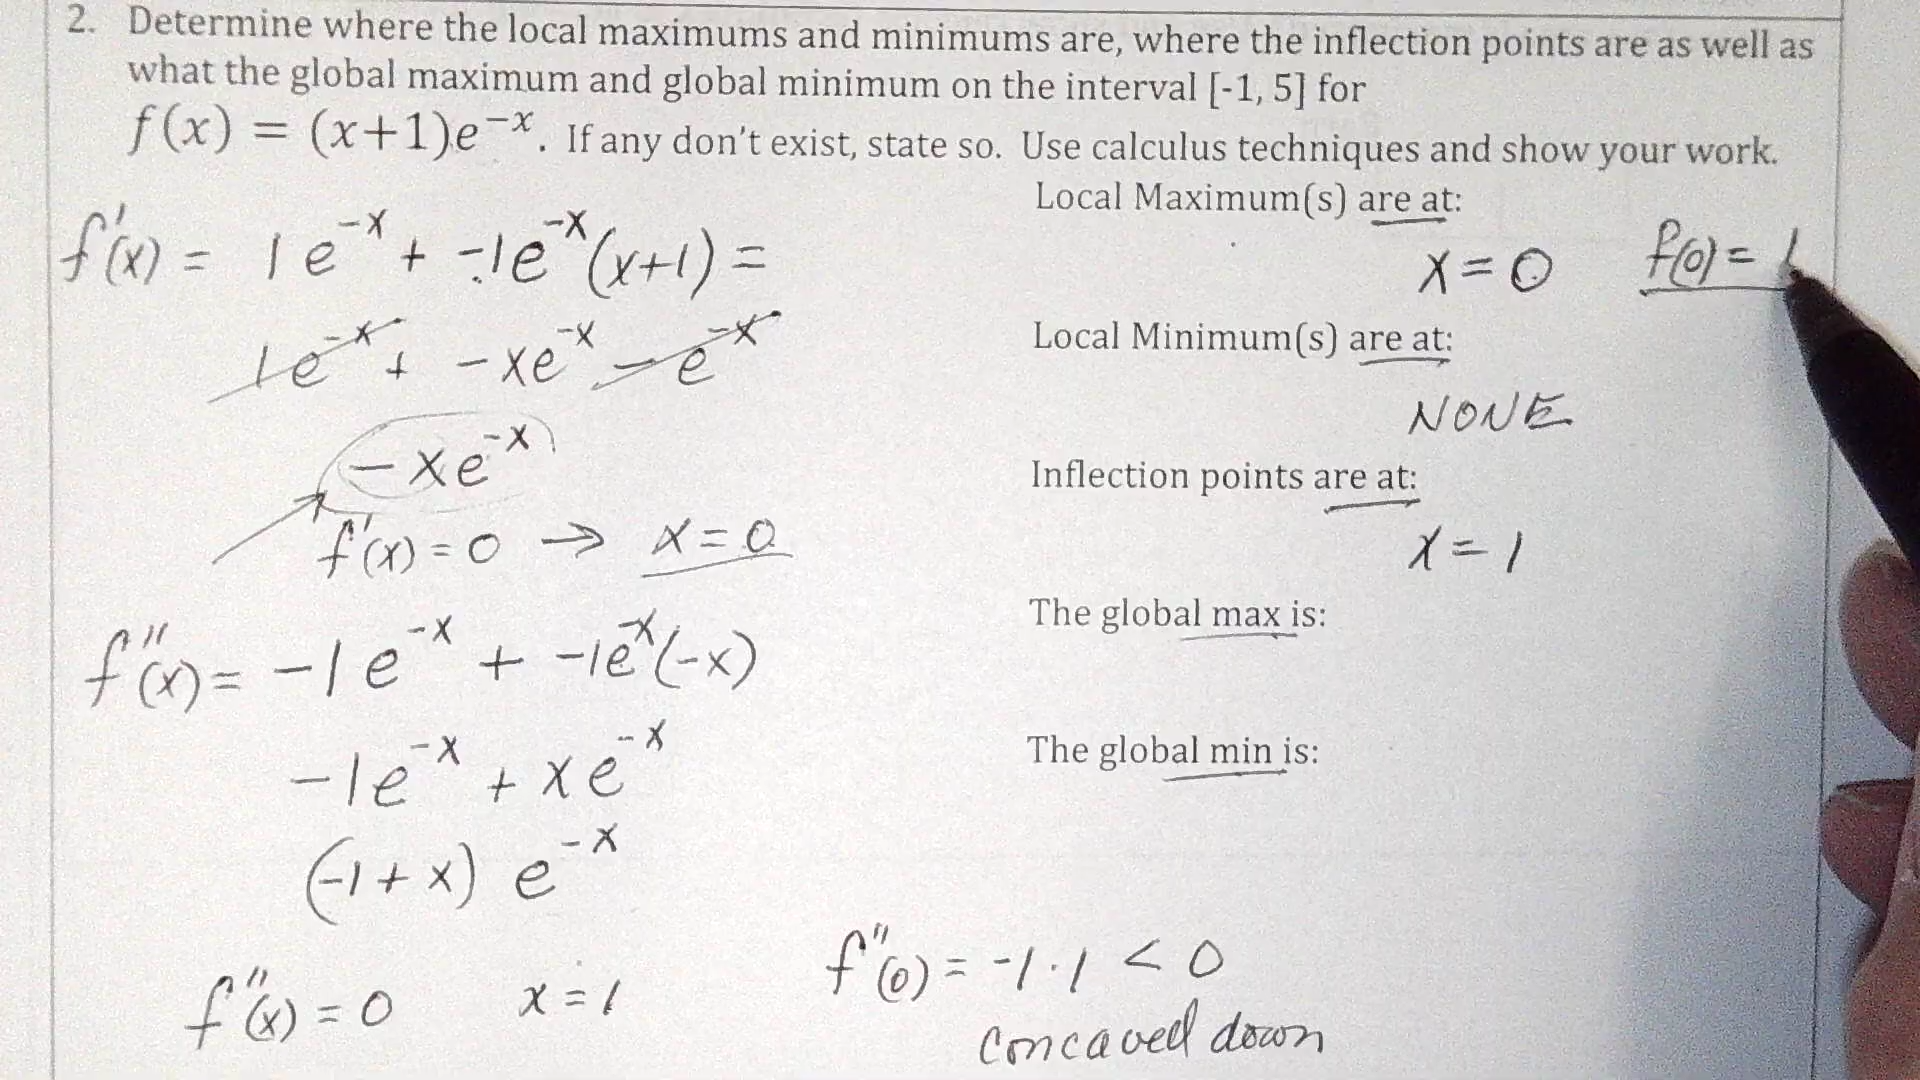 2. Determine where the local maximums and minimums are, where the inflection points are as well as
what the global maximum and global minimum on the interval [-1, 5] for
f(x) = (x+1)e⁻ˣ. If any don't exist, state so. Use calculus techniques and show your work.
f'(x) = 1e⁻ˣ + -1e⁻ˣ(x+1) =
1e⁻ˣ + -xe⁻ˣ - e⁻ˣ
-xe⁻ˣ
f'(x) = 0 → x = 0
f''(x) = -1e⁻ˣ + -1e⁻ˣ(-x)
-1e⁻ˣ + xe⁻ˣ
(-1 + x) e⁻ˣ
f''(x) = 0 x = 1
Local Maximum(s) are at:
x = 0 f(0) = 1
Local Minimum(s) are at:
NONE
Inflection points are at:
x = 1
The global max is:
The global min is:
f''(0) = -1 · 1 < 0
concaved down